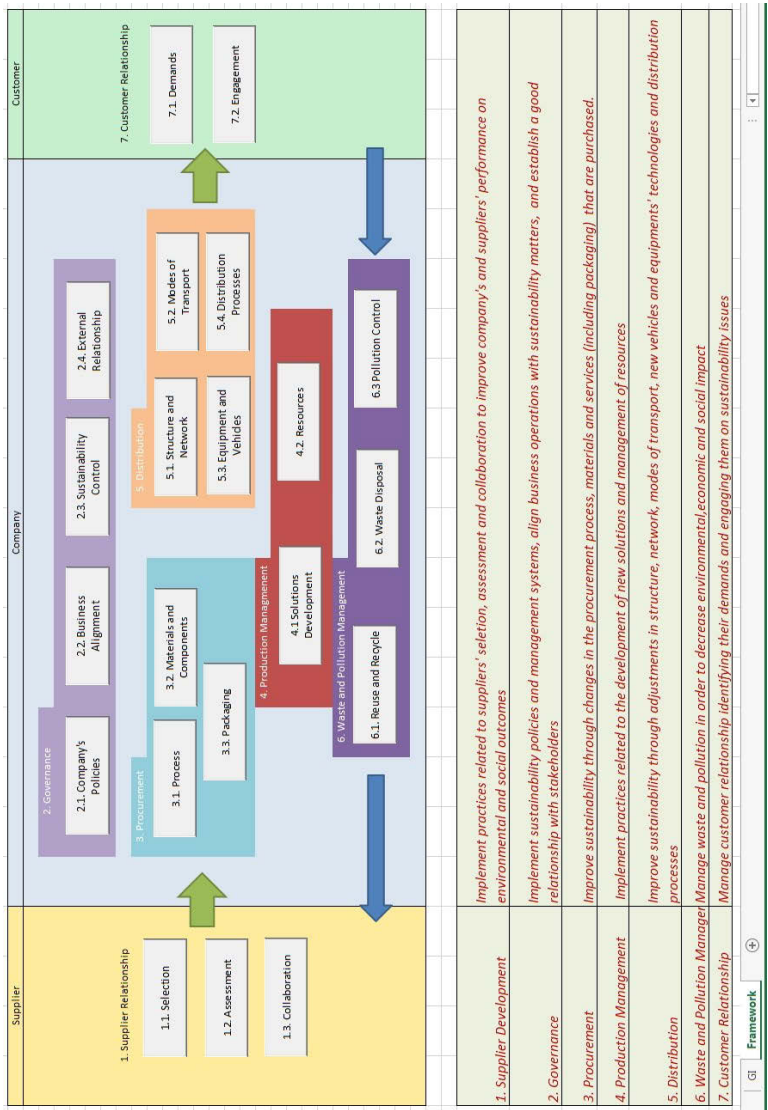 Supplier
Company
Customer
1. Supplier Relationship
1.1. Selection
1.2. Assessment
1.3. Collaboration
2. Governance
2.1. Company's
Policies
2.2. Business
Alignment
2.3. Sustainability
Control
2.4. External
Relationship
3. Procurement
3.1. Process
3.2. Materials and
Components
3.3. Packaging
5. Distribution
5.1. Structure and
Network
5.2. Modes of
Transport
5.3. Equipment and
Vehicles
5.4. Distribution
Processes
4. Production Managmenent
4.1 Solutions
Development
4.2. Resources
6. Waste and Pollution Management
6.1. Reuse and Recycle
6.2. Waste Disposal
6.3 Pollution Control
7. Customer Relationship
7.1. Demands
7.2. Engagement
1. Supplier Development
Implement practices related to suppliers' seletion, assessment and collaboration to improve company's and suppliers' performance on
environmental and social outcomes
2. Governance
Implement sustainability policies and management systems, align business operations with sustainability matters, and establish a good
relationship with stakeholders
3. Procurement
Improve sustainability through changes in the procurement process, materials and services (including packaging) that are purchased.
4. Production Management
Implement practices related to the development of new solutions and management of resources
5. Distribution
Improve sustainability through adjustments in structure, network, modes of transport, new vehicles and equipments' technologies and distribution
processes
6. Waste and Pollution Manager
Manage waste and pollution in order to decrease environmental,economic and social impact
7. Customer Relationship
Manage customer relationship identifying their demands and engaging them on sustainability issues
GI
Framework